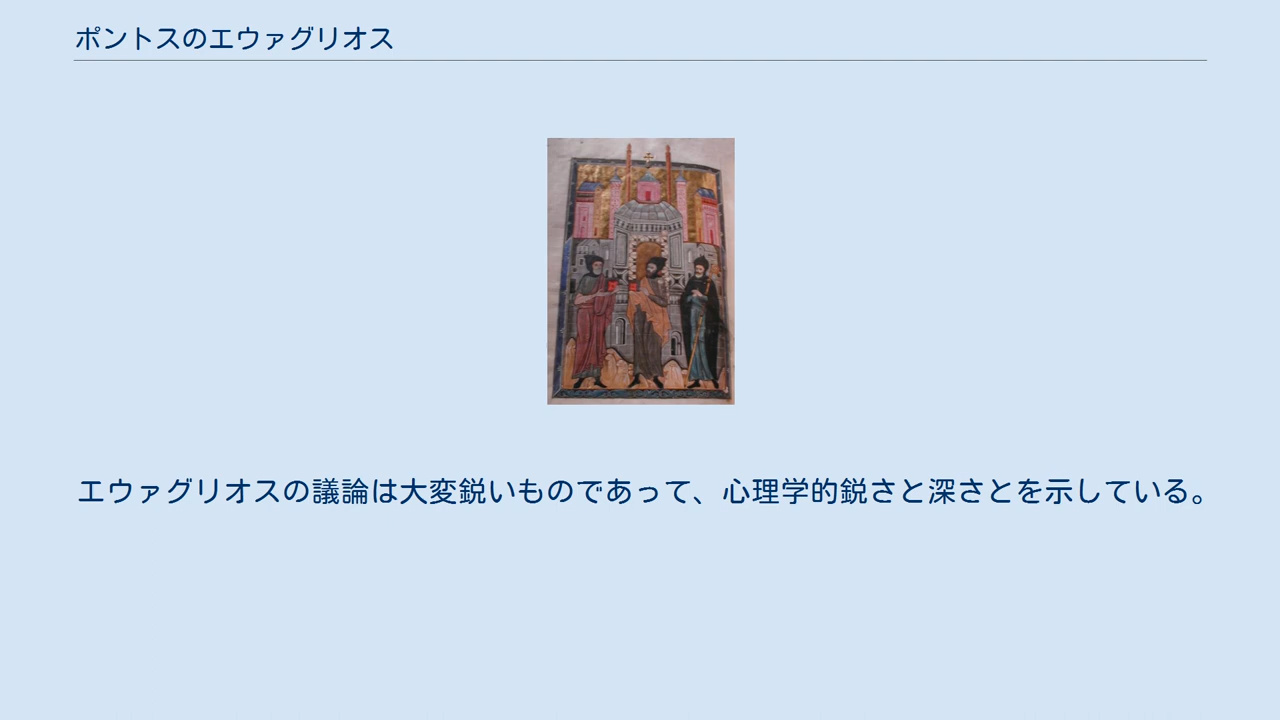 ポントスのエウァグリオス
エウァグリオスの議論は大変鋭いものであって、心理学的鋭さと深さとを示している。